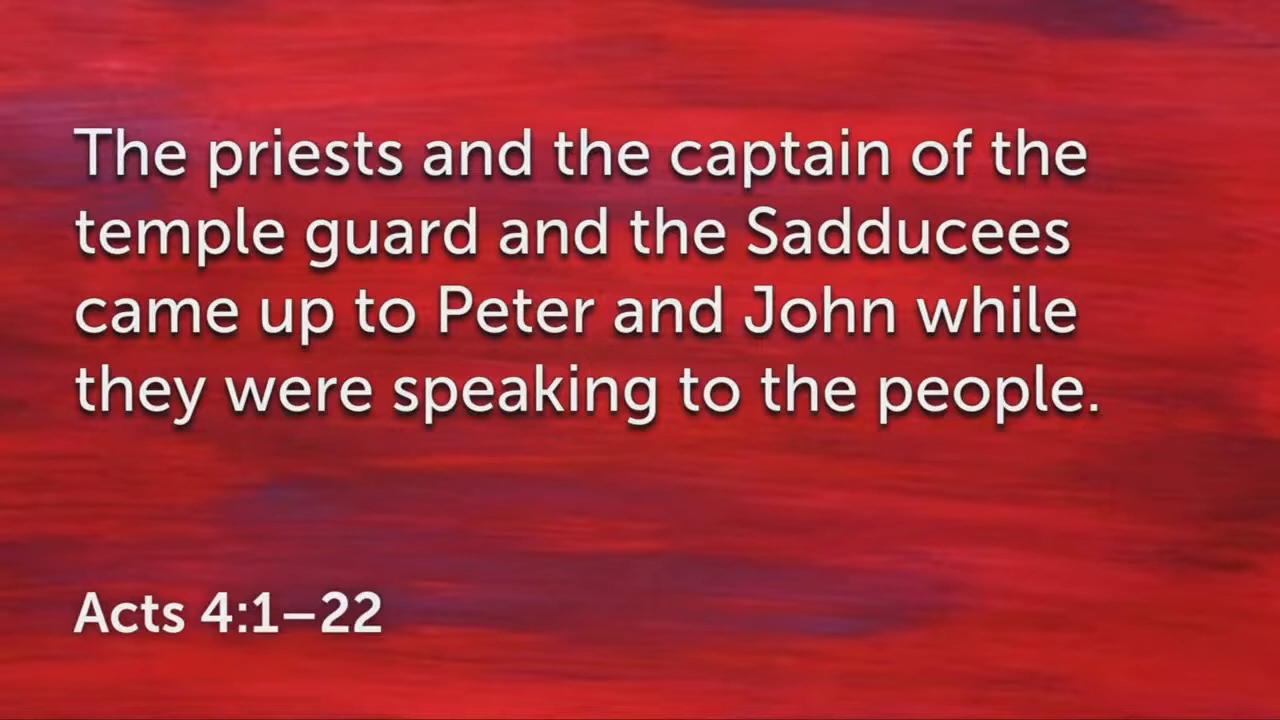 The priests and the captain of the
temple guard and the Sadducees
came up to Peter and John while
they were speaking to the people.
Acts 4:1–22